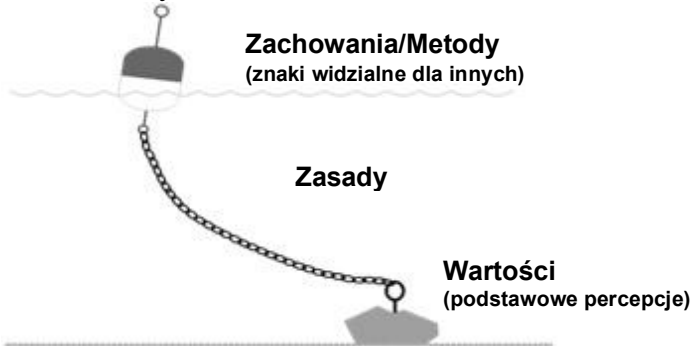 Zachowania/Metody
(znaki widzialne dla innych)
Zasady
Wartości
(podstawowe percepcje)